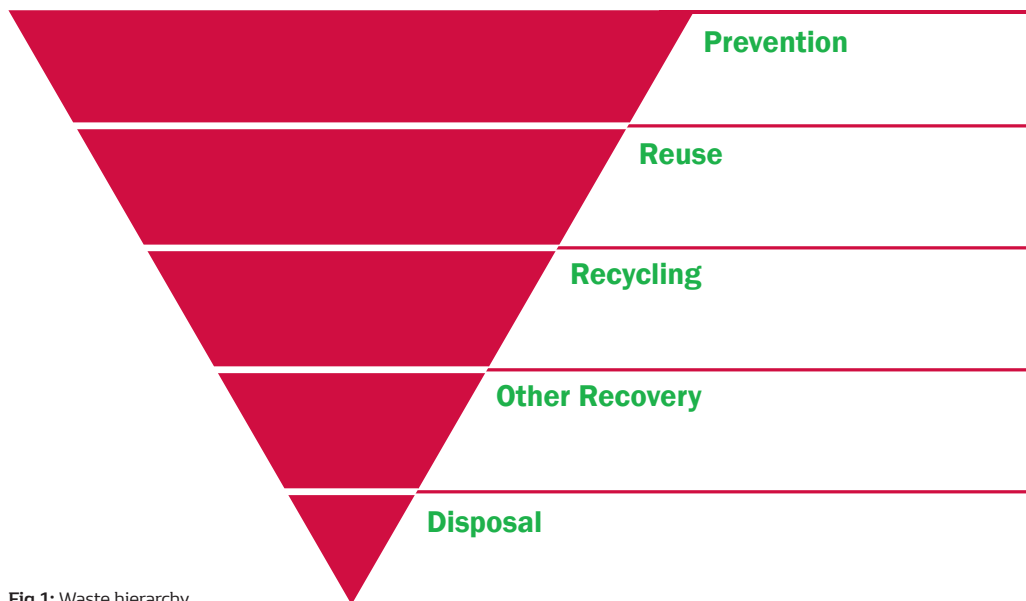 Prevention
Reuse
Recycling
Other Recovery
Disposal
Fig 1: Waste hierarchy